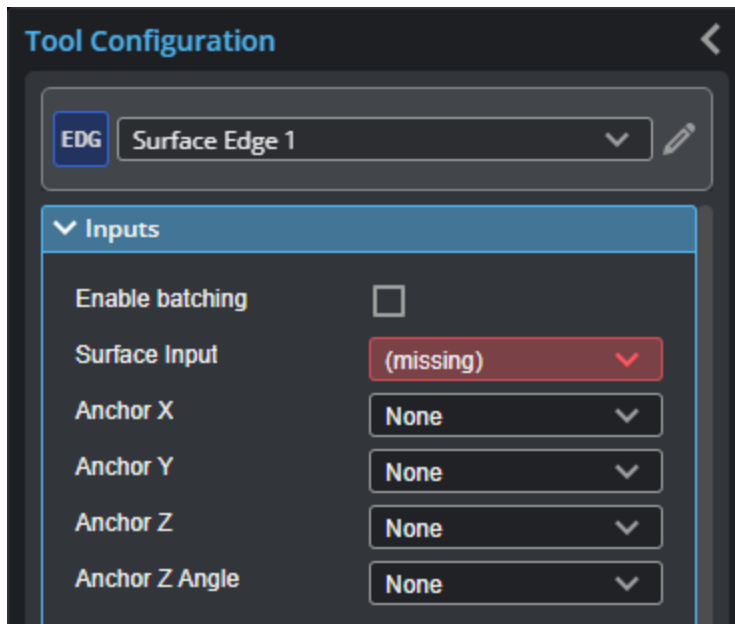 Tool Configuration
EDG Surface Edge 1
Inputs
Enable batching
Surface Input (missing)
Anchor X None
Anchor Y None
Anchor Z None
Anchor Z Angle None